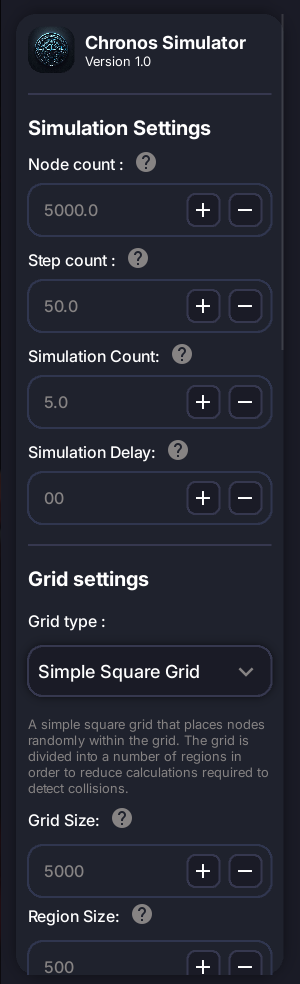 Chronos Simulator
Version 1.0
Simulation Settings
Node count :
5000.0
Step count :
50.0
Simulation Count:
5.0
Simulation Delay:
00
Grid settings
Grid type :
Simple Square Grid
A simple square grid that places nodes
randomly within the grid. The grid is
divided into a number of regions in
order to reduce calculations required to
detect collisions.
Grid Size:
5000
Region Size:
500